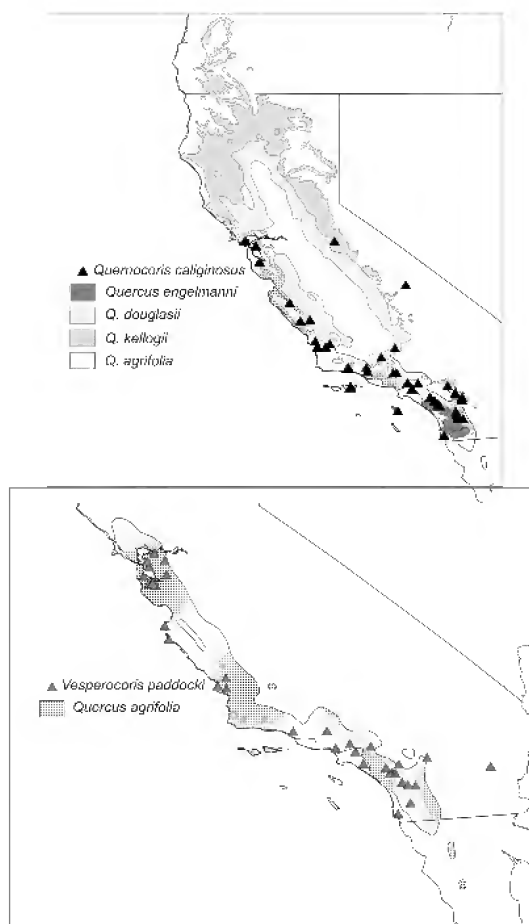 Quernocoris caliginosus
Quercus engelmanni
Q. douglasii
Q. kellogii
Q. agrifolia
Vesperocoris paddocki
Quercus agrifolia